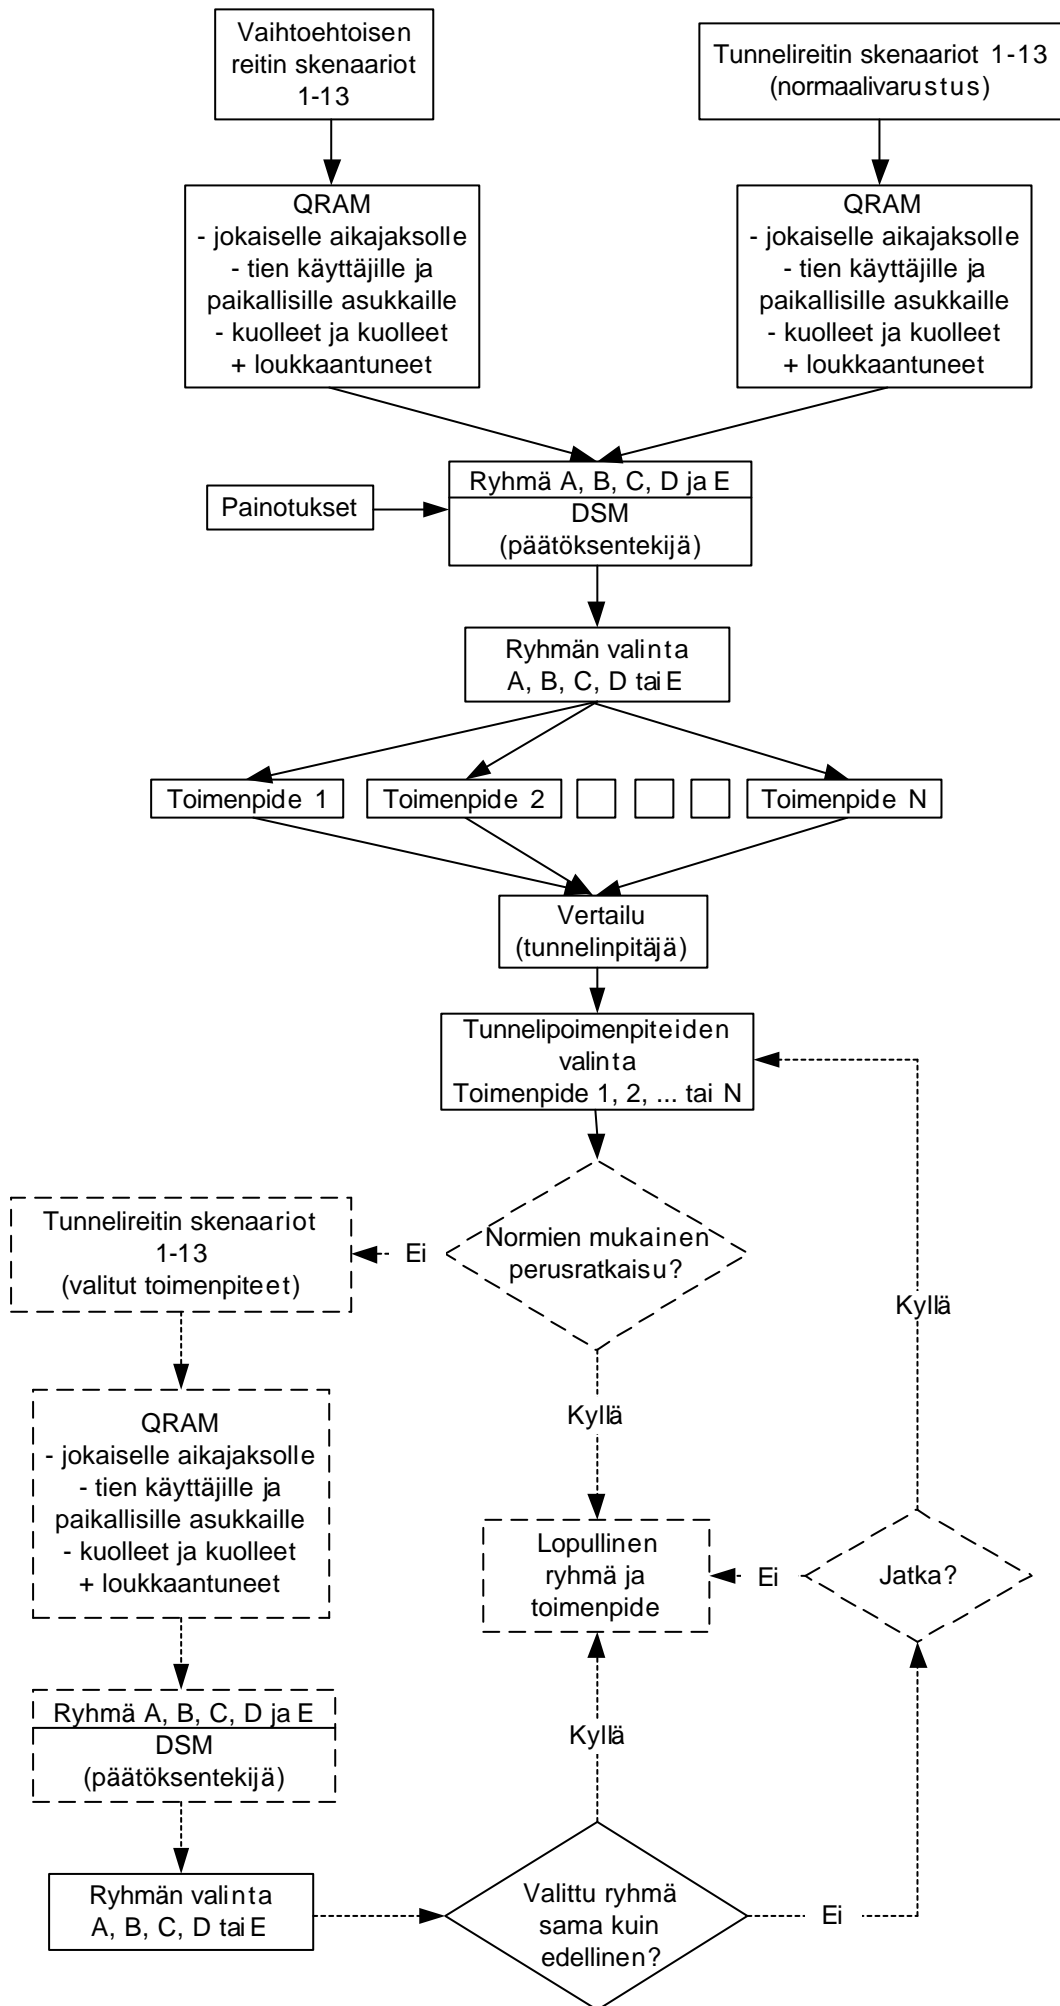 Vaihtoehtoisen
reitin skenaariot
1-13
Tunnelireitin skenaariot 1-13
(normaalivarustus)
QRAM
- jokaiselle aikajaksolle
- tien käyttäjille ja
paikallisille asukkaille
- kuolleet ja kuolleet
+ loukkaantuneet
QRAM
- jokaiselle aikajaksolle
- tien käyttäjille ja
paikallisille asukkaille
- kuolleet ja kuolleet
+ loukkaantuneet
Painotukset
Ryhmä A, B, C, D ja E
DSM
(päätöksentekijä)
Ryhmän valinta
A, B, C, D tai E
Toimenpide 1
Toimenpide 2
Toimenpide N
Vertailu
(tunnelinpitäjä)
Tunnelipoimenpiteiden
valinta
Toimenpide 1, 2, ... tai N
Normien mukainen
perusratkaisu?
Ei
Tunnelireitin skenaariot
1-13
(valitut toimenpiteet)
Kyllä
Kyllä
QRAM
- jokaiselle aikajaksolle
- tien käyttäjille ja
paikallisille asukkaille
- kuolleet ja kuolleet
+ loukkaantuneet
Lopullinen
ryhmä ja
toimenpide
Ei
Jatka?
Ryhmä A, B, C, D ja E
DSM
(päätöksentekijä)
Kyllä
Ryhmän valinta
A, B, C, D tai E
Valittu ryhmä
sama kuin
edellinen?
Ei